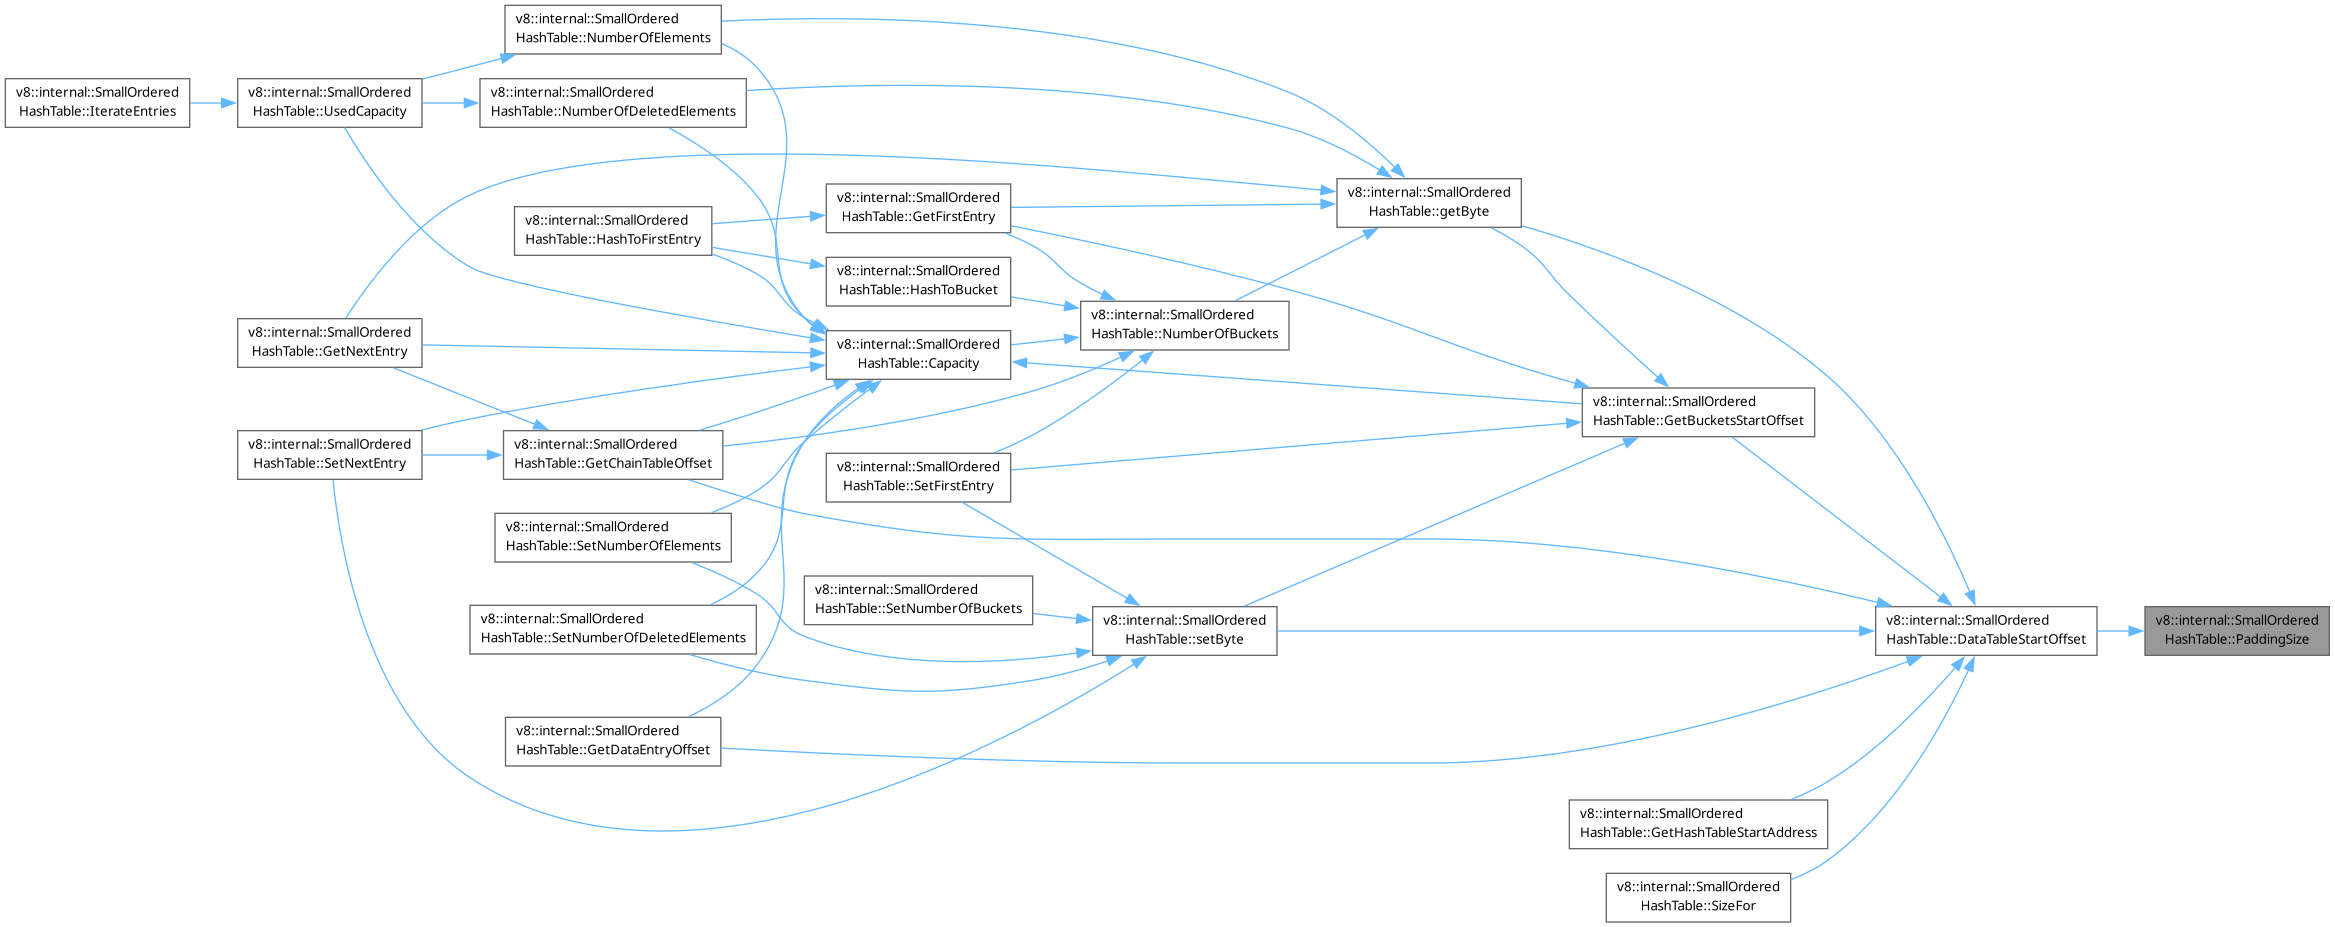 v8::internal::SmallOrdered
HashTable::NumberOfElements
v8::internal::SmallOrdered
HashTable::IterateEntries
v8::internal::SmallOrdered
HashTable::UsedCapacity
v8::internal::SmallOrdered
HashTable::NumberOfDeletedElements
v8::internal::SmallOrdered
HashTable::GetFirstEntry
v8::internal::SmallOrdered
HashTable::getByte
v8::internal::SmallOrdered
HashTable::HashToFirstEntry
v8::internal::SmallOrdered
HashTable::HashToBucket
v8::internal::SmallOrdered
HashTable::NumberOfBuckets
v8::internal::SmallOrdered
HashTable::GetNextEntry
v8::internal::SmallOrdered
HashTable::Capacity
v8::internal::SmallOrdered
HashTable::GetBucketsStartOffset
v8::internal::SmallOrdered
HashTable::SetNextEntry
v8::internal::SmallOrdered
HashTable::GetChainTableOffset
v8::internal::SmallOrdered
HashTable::SetFirstEntry
v8::internal::SmallOrdered
HashTable::SetNumberOfElements
v8::internal::SmallOrdered
HashTable::SetNumberOfBuckets
v8::internal::SmallOrdered
HashTable::SetNumberOfDeletedElements
v8::internal::SmallOrdered
HashTable::setByte
v8::internal::SmallOrdered
HashTable::DataTableStartOffset
v8::internal::SmallOrdered
HashTable::PaddingSize
v8::internal::SmallOrdered
HashTable::GetDataEntryOffset
v8::internal::SmallOrdered
HashTable::GetHashTableStartAddress
v8::internal::SmallOrdered
HashTable::SizeFor